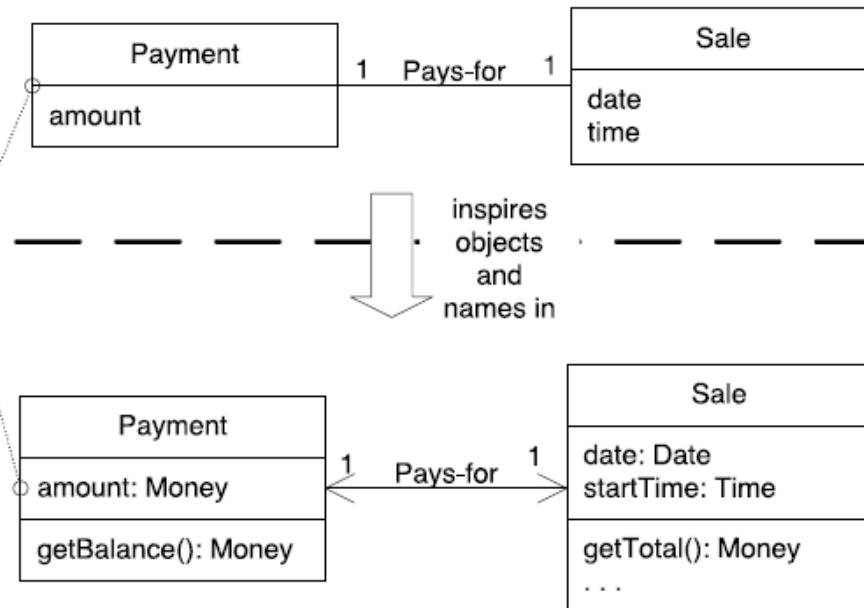 Payment
amount
1 Pays-for 1
Sale
date
time
inspires
objects
and
names in
Payment
amount: Money
getBalance(): Money
1 Pays-for 1
Sale
date: Date
startTime: Time
getTotal(): Money
. . .